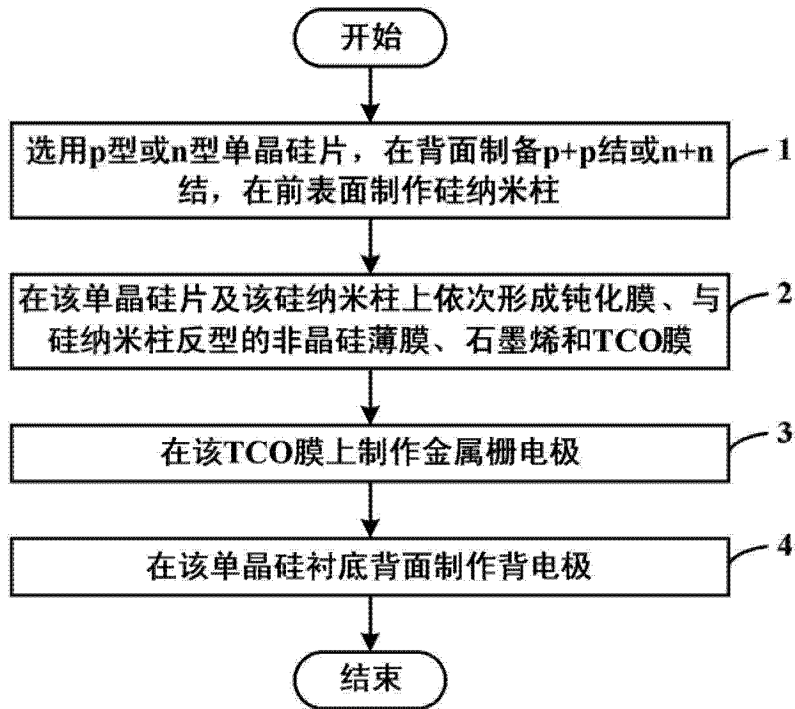 开始
选用p型或n型单晶硅片，在背面制备p+p结或n+n
结，在前表面制作硅纳米柱
1
在该单晶硅片及该硅纳米柱上依次形成钝化膜、与
硅纳米柱反型的非晶硅薄膜、石墨烯和TCO膜
2
在该TCO膜上制作金属栅电极
3
在该单晶硅衬底背面制作背电极
4
结束